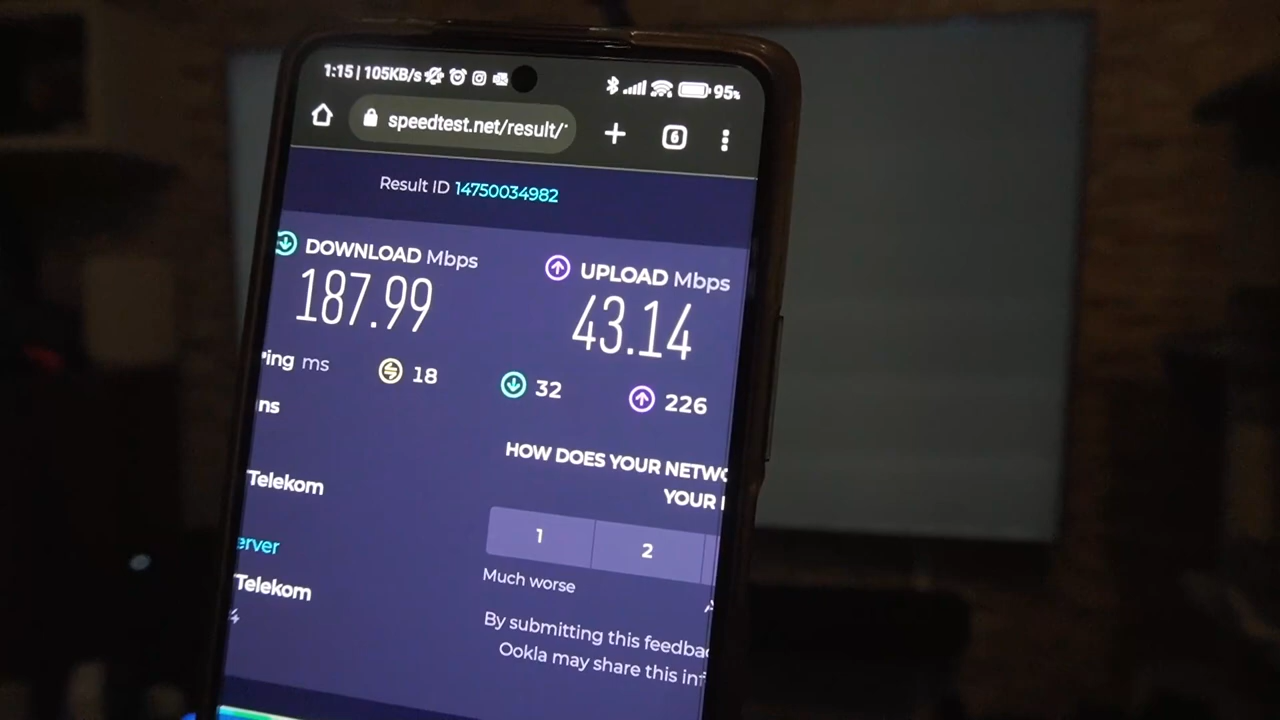 1:15 | 105KB/s 95%
speedtest.net/result/ 6
Result ID 14750034982
DOWNLOAD Mbps UPLOAD Mbps
187.99 43.14
ing ms 18 32 226
ns
HOW DOES YOUR NETW
YOUR
Telekom
1 2
erver
Much worse
Telekom
By submitting this feedba
Ookla may share this in